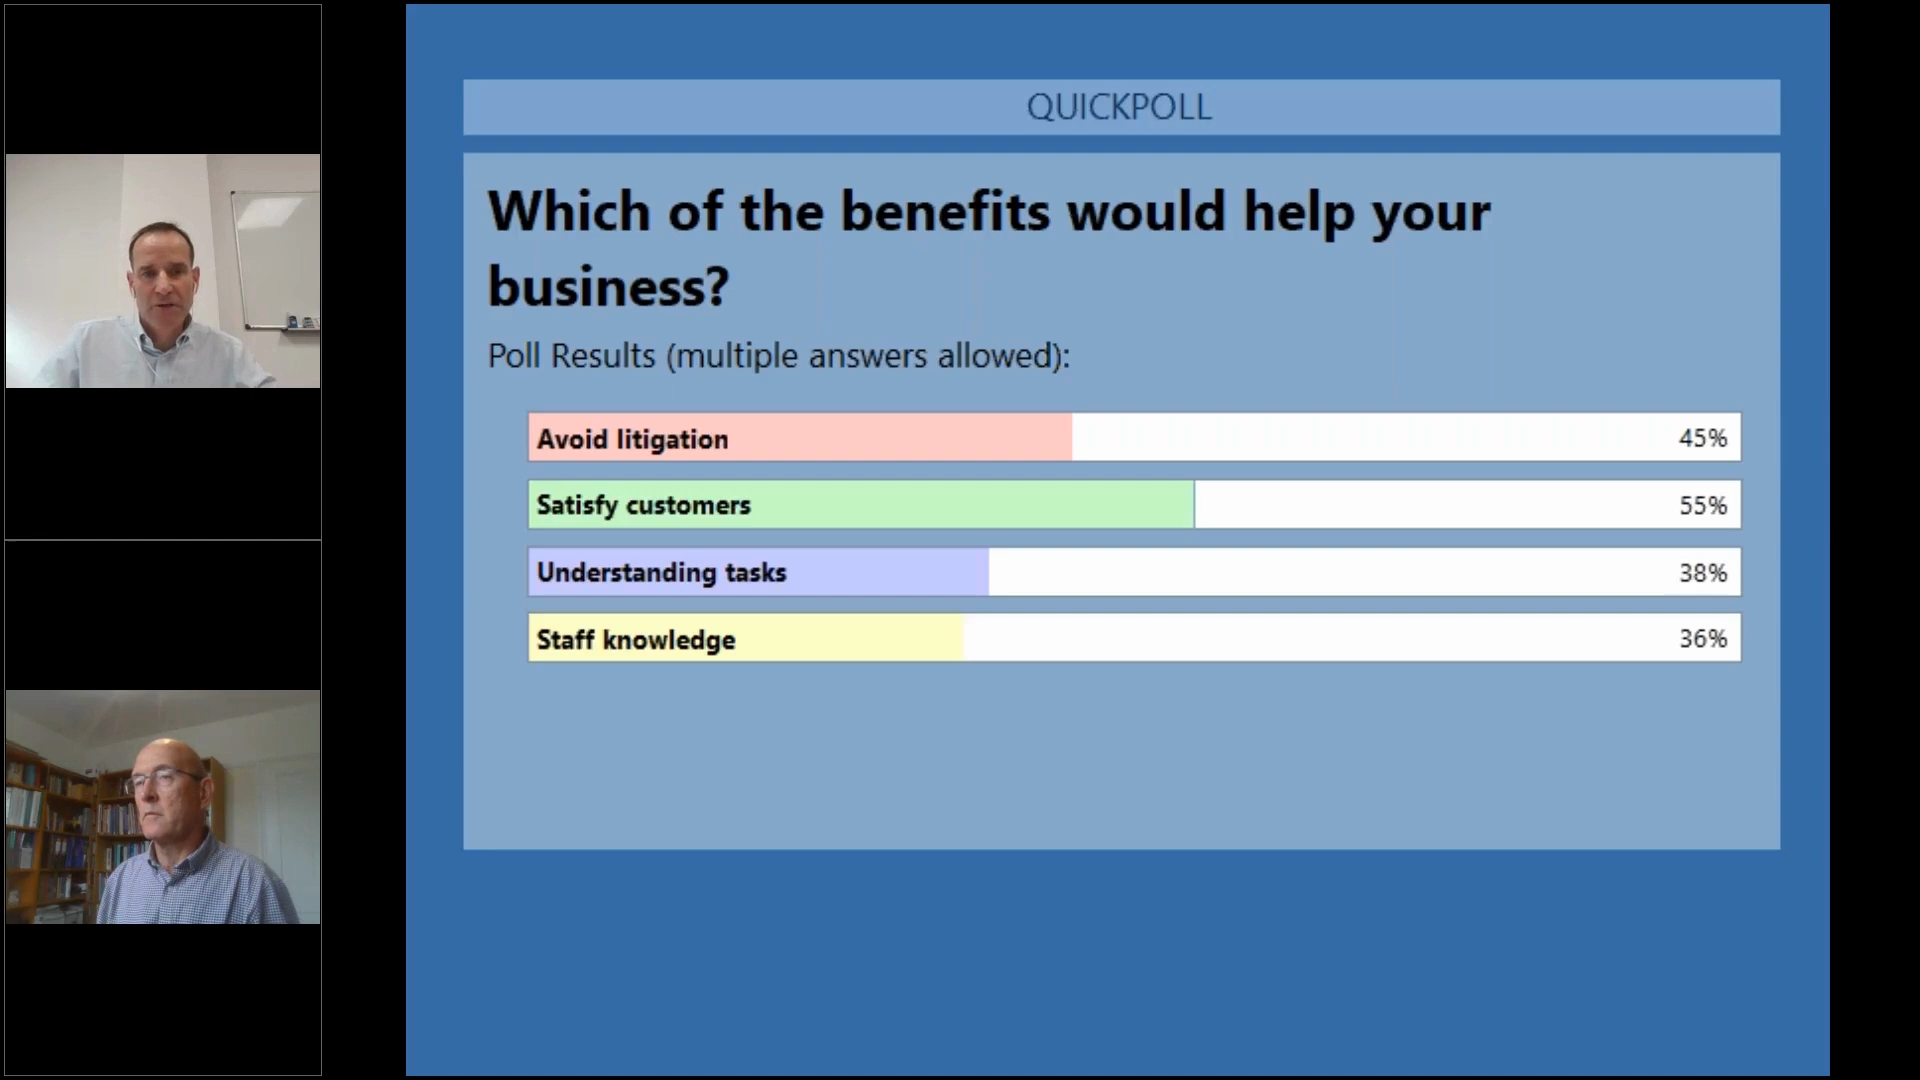 QUICKPOLL
Which of the benefits would help your
business?
Poll Results (multiple answers allowed):
Avoid litigation 45%
Satisfy customers 55%
Understanding tasks 38%
Staff knowledge 36%